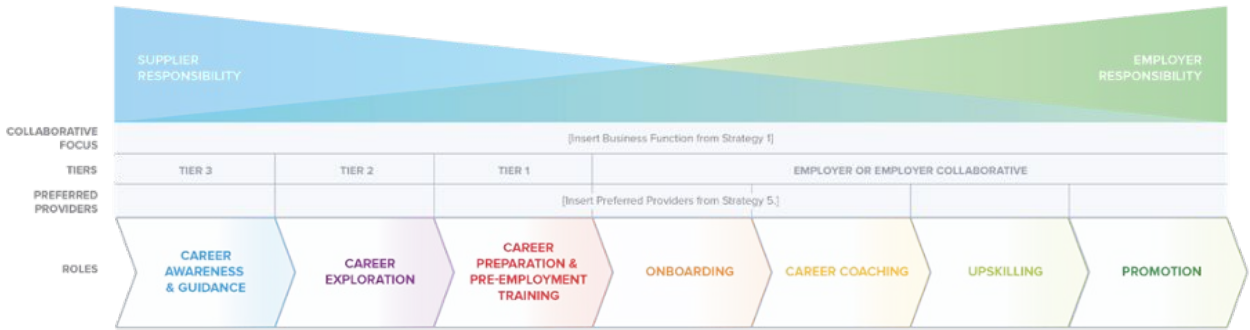 SUPPLIER
RESPONSIBILITY
EMPLOYER
RESPONSIBILITY
COLLABORATIVE
FOCUS
[Insert Business Function from Strategy 1]
TIERS
TIER 3
TIER 2
TIER 1
EMPLOYER OR EMPLOYER COLLABORATIVE
PREFERRED
PROVIDERS
[Insert Preferred Providers from Strategy 5.]
ROLES
CAREER
AWARENESS
& GUIDANCE
CAREER
EXPLORATION
CAREER
PREPARATION &
PRE-EMPLOYMENT
TRAINING
ONBOARDING
CAREER COACHING
UPSKILLING
PROMOTION